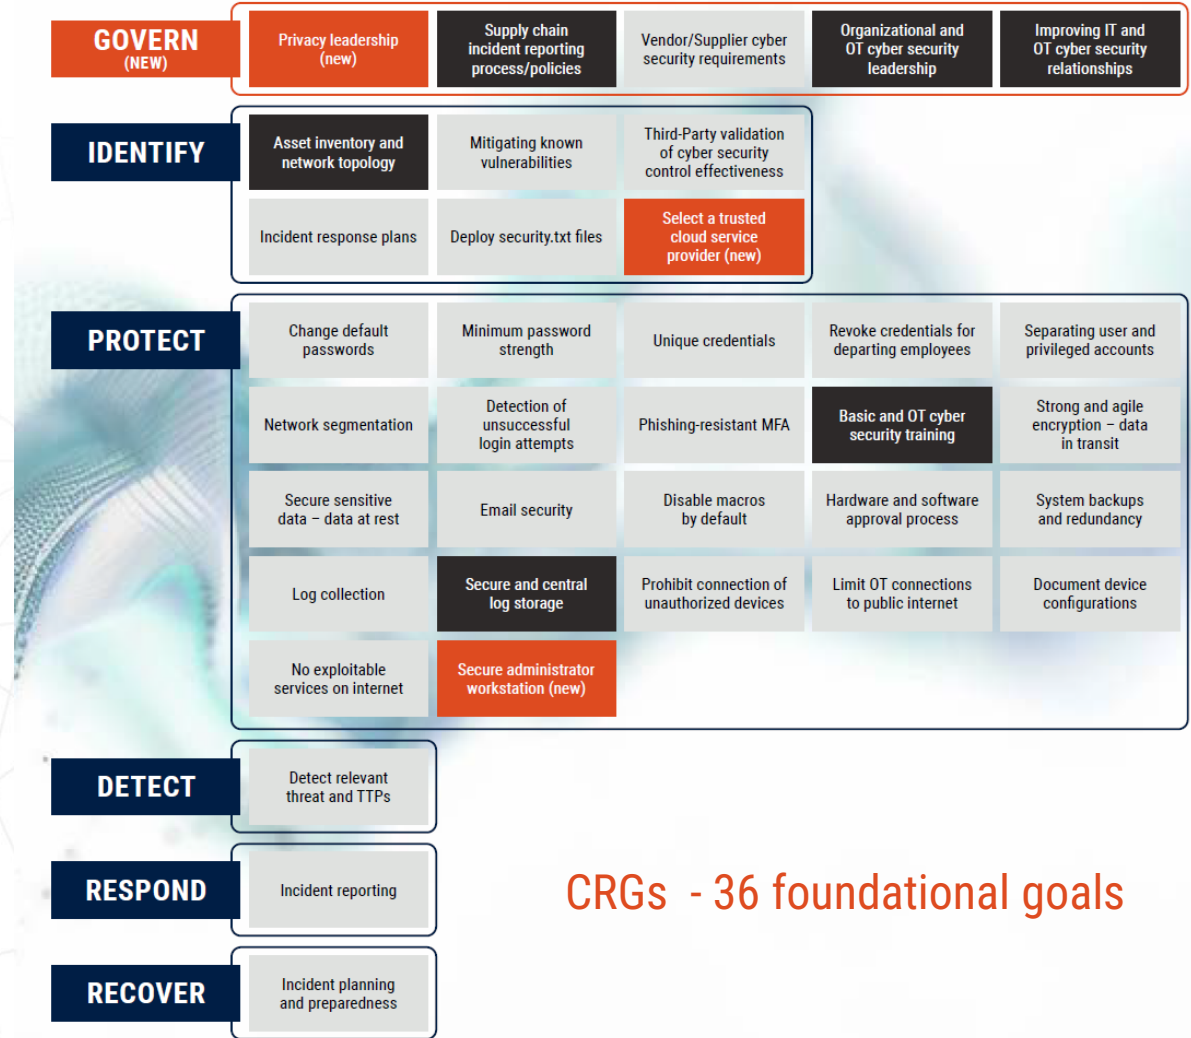 GOVERN
(NEW)
Privacy leadership
(new)
Supply chain
incident reporting
process/policies
Vendor/Supplier cyber
security requirements
Organizational and
OT cyber security
leadership
Improving IT and
OT cyber security
relationships
IDENTIFY
Asset inventory and
network topology
Mitigating known
vulnerabilities
Third-Party validation
of cyber security
control effectiveness
Incident response plans
Deploy security.txt files
Select a trusted
cloud service
provider (new)
PROTECT
Change default
passwords
Minimum password
strength
Unique credentials
Revoke credentials for
departing employees
Separating user and
privileged accounts
Network segmentation
Detection of
unsuccessful
login attempts
Phishing-resistant MFA
Basic and OT cyber
security training
Strong and agile
encryption – data
in transit
Secure sensitive
data – data at rest
Email security
Disable macros
by default
Hardware and software
approval process
System backups
and redundancy
Log collection
Secure and central
log storage
Prohibit connection of
unauthorized devices
Limit OT connections
to public internet
Document device
configurations
No exploitable
services on internet
Secure administrator
workstation (new)
DETECT
Detect relevant
threat and TTPs
RESPOND
Incident reporting
CRGs - 36 foundational goals
RECOVER
Incident planning
and preparedness